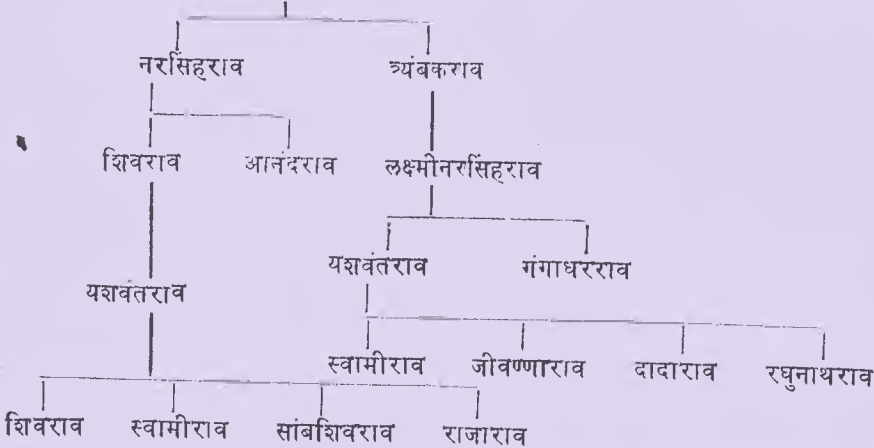 नरसिंहराव त्र्यंबकराव
शिवराव आनंदराव लक्ष्मीनरसिंहराव
यशवंतराव गंगाधरराव
यशवंतराव
स्वामीराव जीवण्णाराव दादाराव रघुनाथराव
शिवराव स्वामीराव सांबशिवराव राजाराव